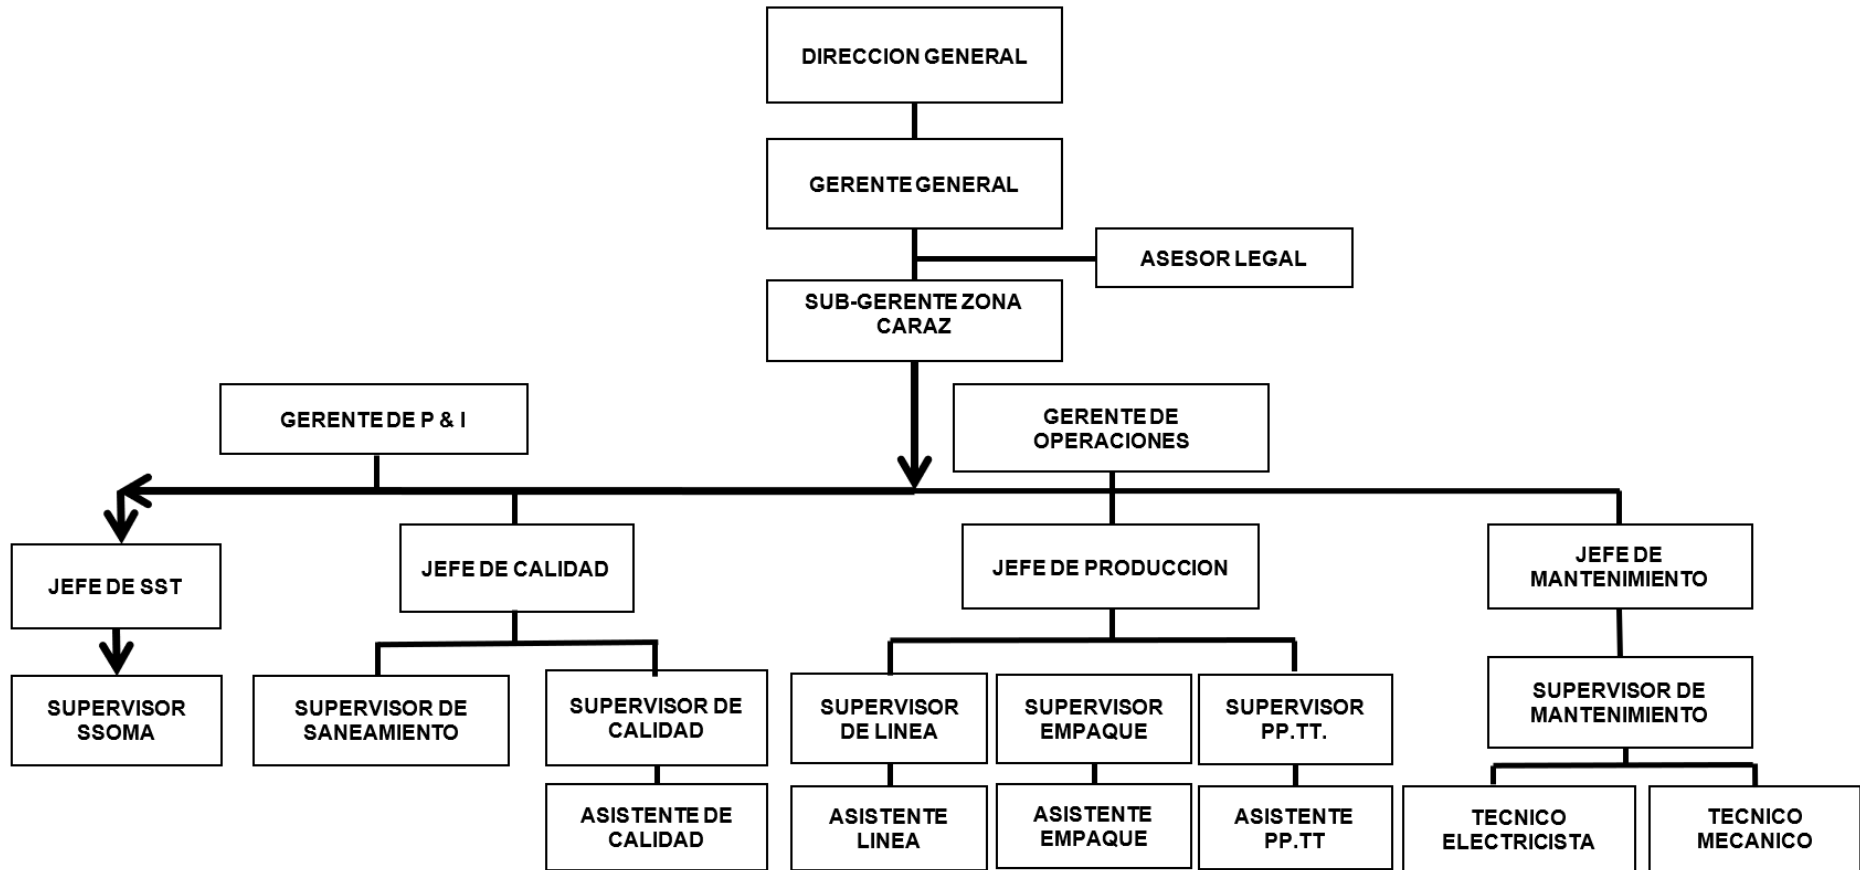 DIRECCION GENERAL
GERENTE GENERAL
ASESOR LEGAL
SUB-GERENTE ZONA
CARAZ
GERENTE DE P & I
GERENTE DE
OPERACIONES
JEFE DE SST
JEFE DE CALIDAD
JEFE DE PRODUCCION
JEFE DE
MANTENIMIENTO
SUPERVISOR
SSOMA
SUPERVISOR DE
SANEAMIENTO
SUPERVISOR DE
CALIDAD
SUPERVISOR
DE LINEA
SUPERVISOR
EMPAQUE
SUPERVISOR
PP.TT.
SUPERVISOR DE
MANTENIMIENTO
ASISTENTE DE
CALIDAD
ASISTENTE
LINEA
ASISTENTE
EMPAQUE
ASISTENTE
PP.TT
TECNICO
ELECTRICISTA
TECNICO
MECANICO